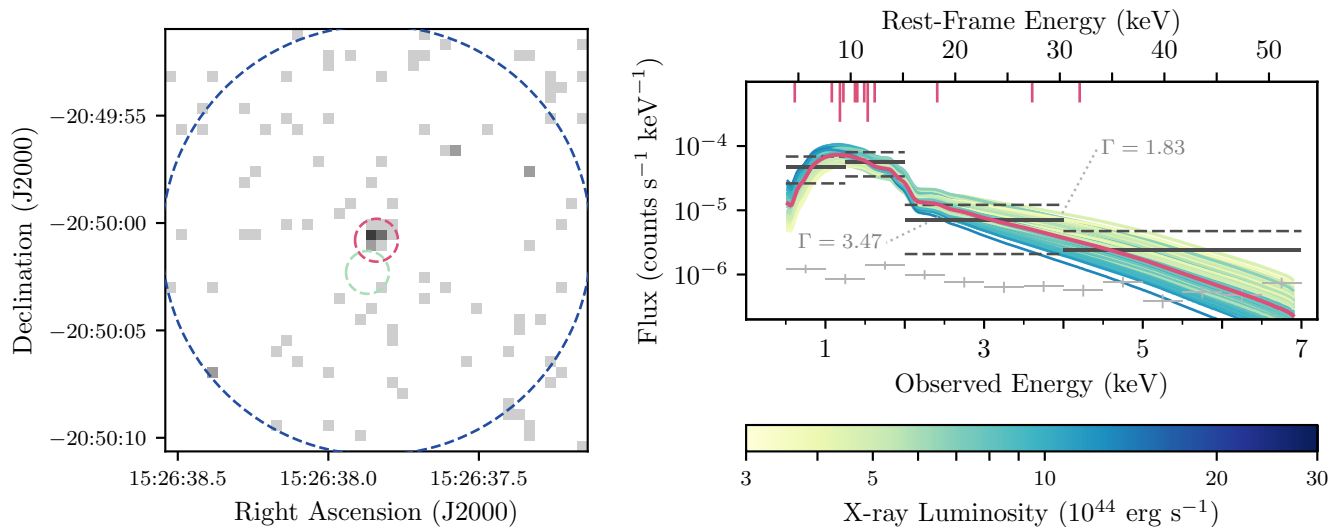 Declination (J2000)
−20:49:55
−20:50:00
−20:50:05
−20:50:10
15:26:38.5 15:26:38.0 15:26:37.5
Right Ascension (J2000)
Rest-Frame Energy (keV)
10 20 30 40 50
Flux (counts s⁻¹ keV⁻¹)
10⁻⁴
10⁻⁵
10⁻⁶
Γ = 1.83
Γ = 3.47
1 3 5 7
Observed Energy (keV)
3 5 10 20 30
X-ray Luminosity (10⁴⁴ erg s⁻¹)